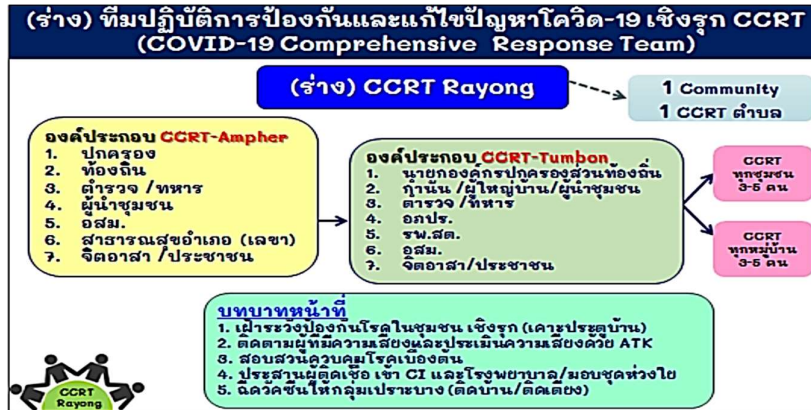 (ร่าง) ทีมปฏิบัติการป้องกันและแก้ไขปัญหาโควิด-19 เชิงรุก CCRT
(COVID-19 Comprehensive Response Team)
(ร่าง) CCRT Rayong
1 Community
1 CCRT ตำบล
องค์ประกอบ CCRT-Ampher
1. ปกครอง
2. ท้องถิ่น
3. ตำรวจ /ทหาร
4. ผู้นำชุมชน
5. อสม.
6. สาธารณสุขอำเภอ (เลขา)
7. จิตอาสา /ประชาชน
องค์ประกอบ CCRT-Tumbon
1. นายกองค์กรปกครองส่วนท้องถิ่น
2. กำนัน /ผู้ใหญ่บ้าน/ผู้นำชุมชน
3. ตำรวจ /ทหาร
4. อภปร.
5. รพ.สต.
6. อสม.
7. จิตอาสา/ประชาชน
CCRT
ทุกชุมชน
3-5 คน
CCRT
ทุกหมู่บ้าน
3-5 คน
บทบาทหน้าที่
1. เฝ้าระวังป้องกันโรคในชุมชน เชิงรุก (เคาะประตูบ้าน)
2. ติดตามผู้ที่มีความเสี่ยงและประเมินความเสี่ยงด้วย ATK
3. สอบสวนควบคุมโรคเบื้องต้น
4. ประสานผู้ติดเชื้อ เข้า CI และโรงพยาบาล/มอบชุดห่วงใย
5. ฉีดวัคซีนให้กลุ่มเปราะบาง (ติดบ้าน/ติดเตียง)
CCRT
Rayong